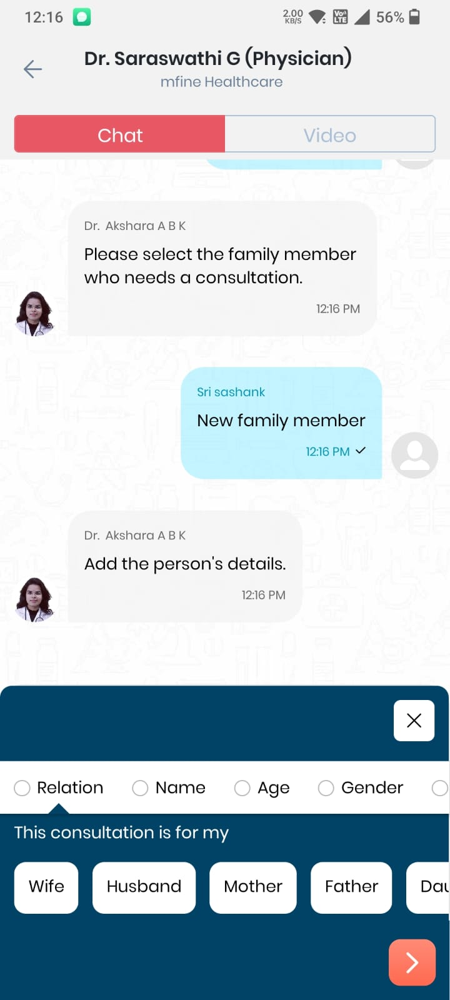 12:16
2.00
KB/S
Vo
LTE
56%
Dr. Saraswathi G (Physician)
mfine Healthcare
Chat
Video
Dr. Akshara A B K
Please select the family member
who needs a consultation.
12:16 PM
Sri sashank
New family member
12:16 PM
Dr. Akshara A B K
Add the person's details.
12:16 PM
Relation
Name
Age
Gender
This consultation is for my
Wife
Husband
Mother
Father
Dau